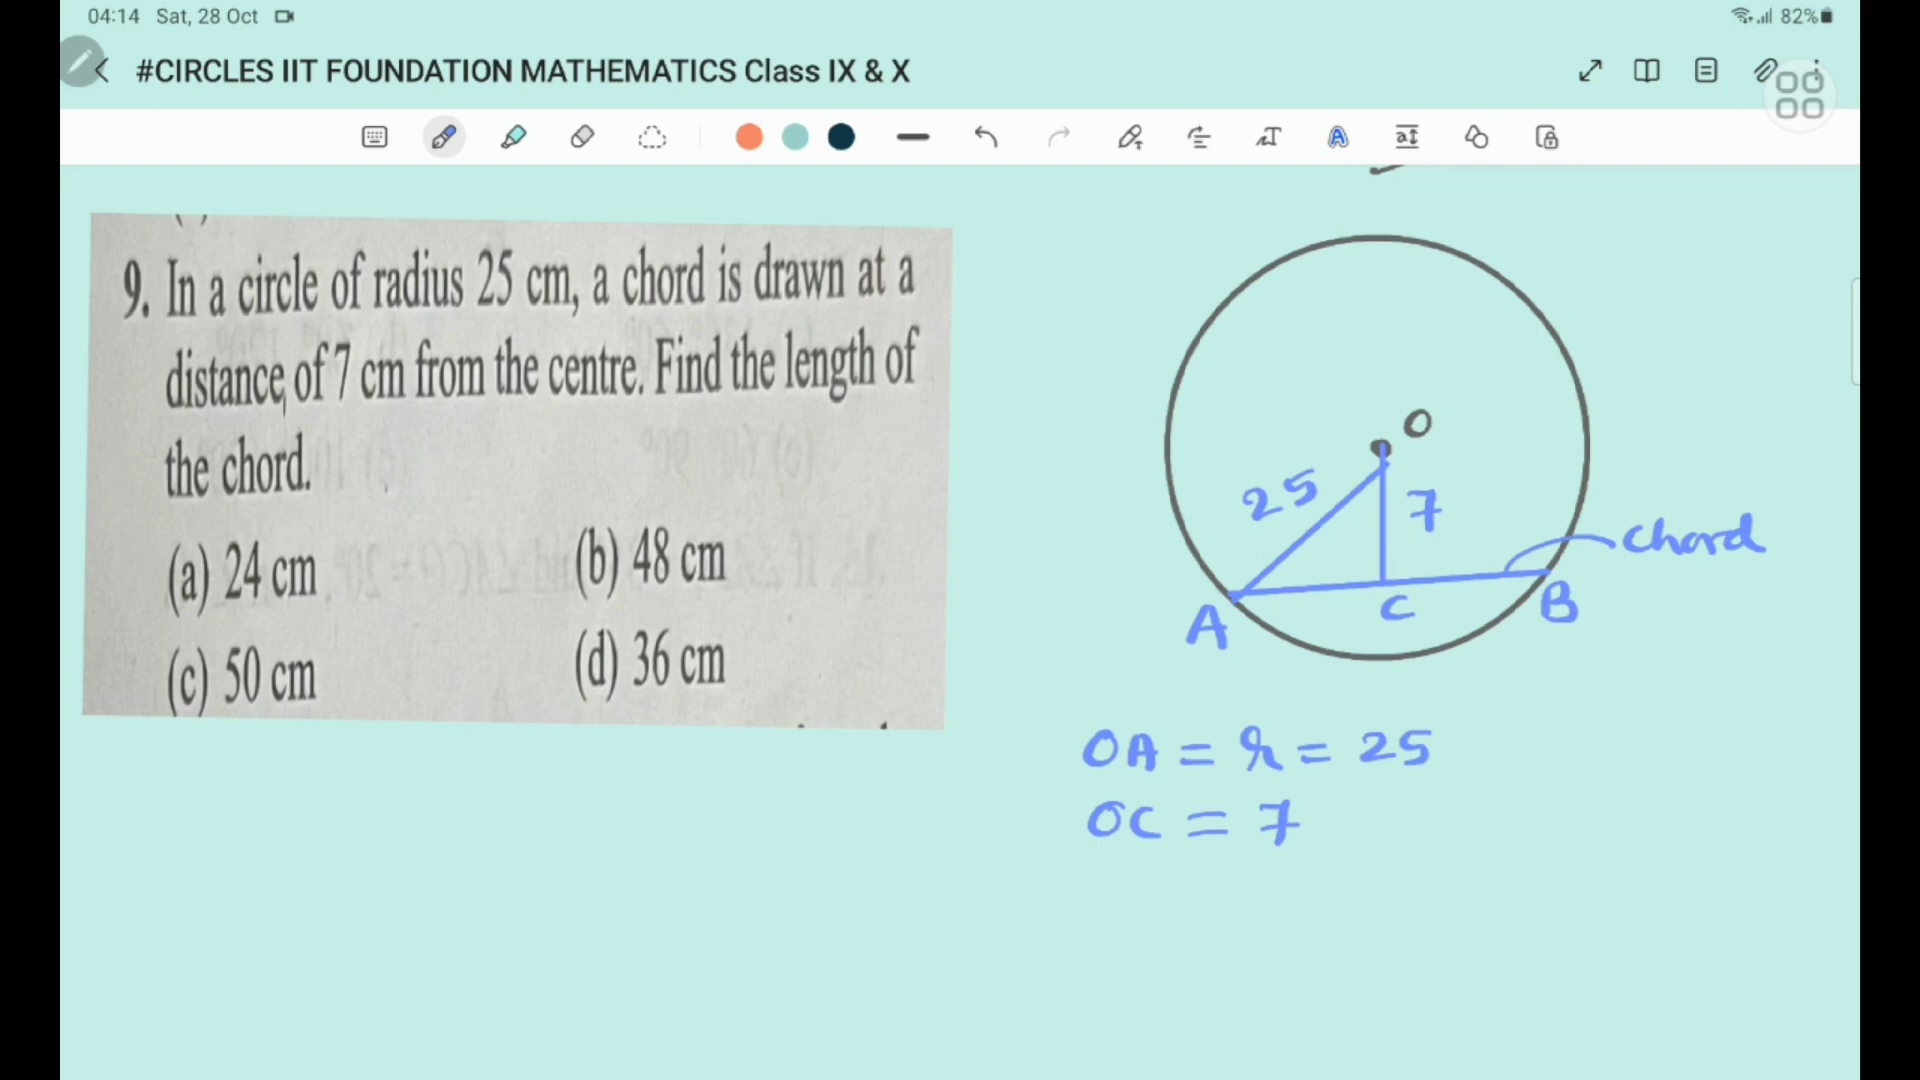 04:14 Sat, 28 Oct
82%
#CIRCLES IIT FOUNDATION MATHEMATICS Class IX & X
9. In a circle of radius 25 cm, a chord is drawn at a
distance of 7 cm from the centre. Find the length of
the chord.
(a) 24 cm (b) 48 cm
(c) 50 cm (d) 36 cm
O
25
7
chord
A
C
B
OA = r = 25
OC = 7